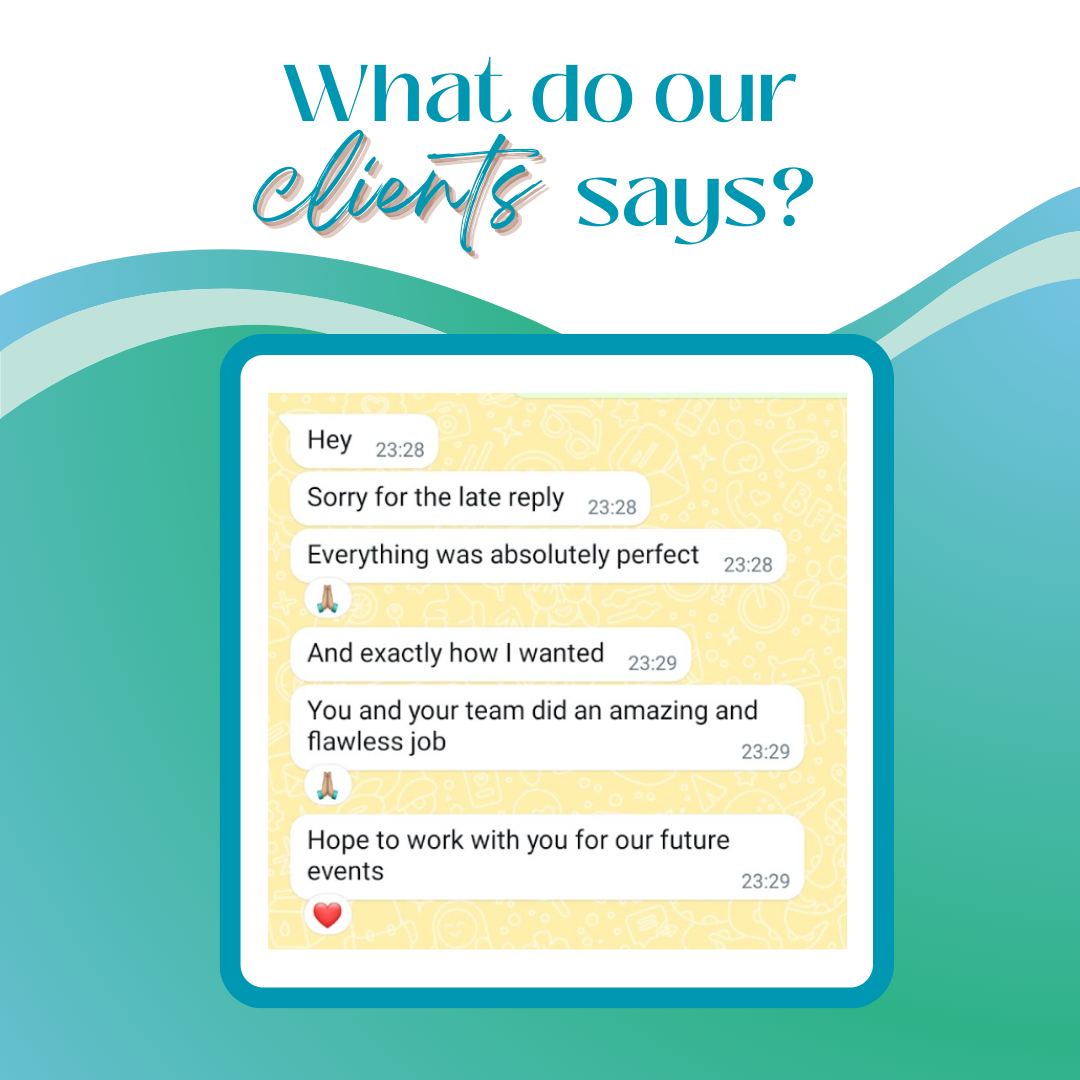 What do our
clients says?
Hey 23:28
Sorry for the late reply 23:28
Everything was absolutely perfect 23:28
And exactly how I wanted 23:29
You and your team did an amazing and
flawless job 23:29
Hope to work with you for our future
events 23:29